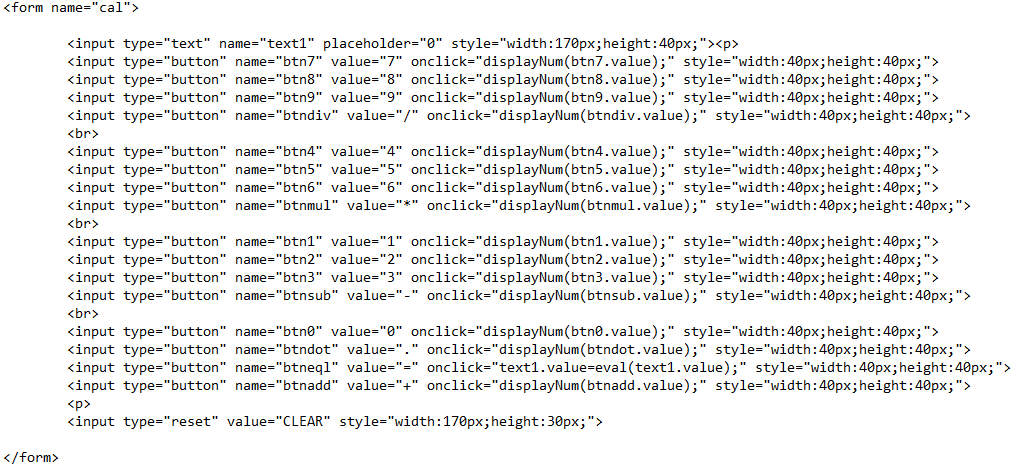 <form name="cal">
<input type="text" name="text1" placeholder="0" style="width:170px;height:40px;"><p>
<input type="button" name="btn7" value="7" onclick="displayNum(btn7.value);" style="width:40px;height:40px;">
<input type="button" name="btn8" value="8" onclick="displayNum(btn8.value);" style="width:40px;height:40px;">
<input type="button" name="btn9" value="9" onclick="displayNum(btn9.value);" style="width:40px;height:40px;">
<input type="button" name="btndiv" value="/" onclick="displayNum(btndiv.value);" style="width:40px;height:40px;">
<br>
<input type="button" name="btn4" value="4" onclick="displayNum(btn4.value);" style="width:40px;height:40px;">
<input type="button" name="btn5" value="5" onclick="displayNum(btn5.value);" style="width:40px;height:40px;">
<input type="button" name="btn6" value="6" onclick="displayNum(btn6.value);" style="width:40px;height:40px;">
<input type="button" name="btnmul" value="*" onclick="displayNum(btnmul.value);" style="width:40px;height:40px;">
<br>
<input type="button" name="btn1" value="1" onclick="displayNum(btn1.value);" style="width:40px;height:40px;">
<input type="button" name="btn2" value="2" onclick="displayNum(btn2.value);" style="width:40px;height:40px;">
<input type="button" name="btn3" value="3" onclick="displayNum(btn3.value);" style="width:40px;height:40px;">
<input type="button" name="btnsub" value="-" onclick="displayNum(btnsub.value);" style="width:40px;height:40px;">
<br>
<input type="button" name="btn0" value="0" onclick="displayNum(btn0.value);" style="width:40px;height:40px;">
<input type="button" name="btndot" value="." onclick="displayNum(btndot.value);" style="width:40px;height:40px;">
<input type="button" name="btneql" value="=" onclick="text1.value=eval(text1.value);" style="width:40px;height:40px;">
<input type="button" name="btnadd" value="+" onclick="displayNum(btnadd.value);" style="width:40px;height:40px;">
<p>
<input type="reset" value="CLEAR" style="width:170px;height:30px;">
</form>